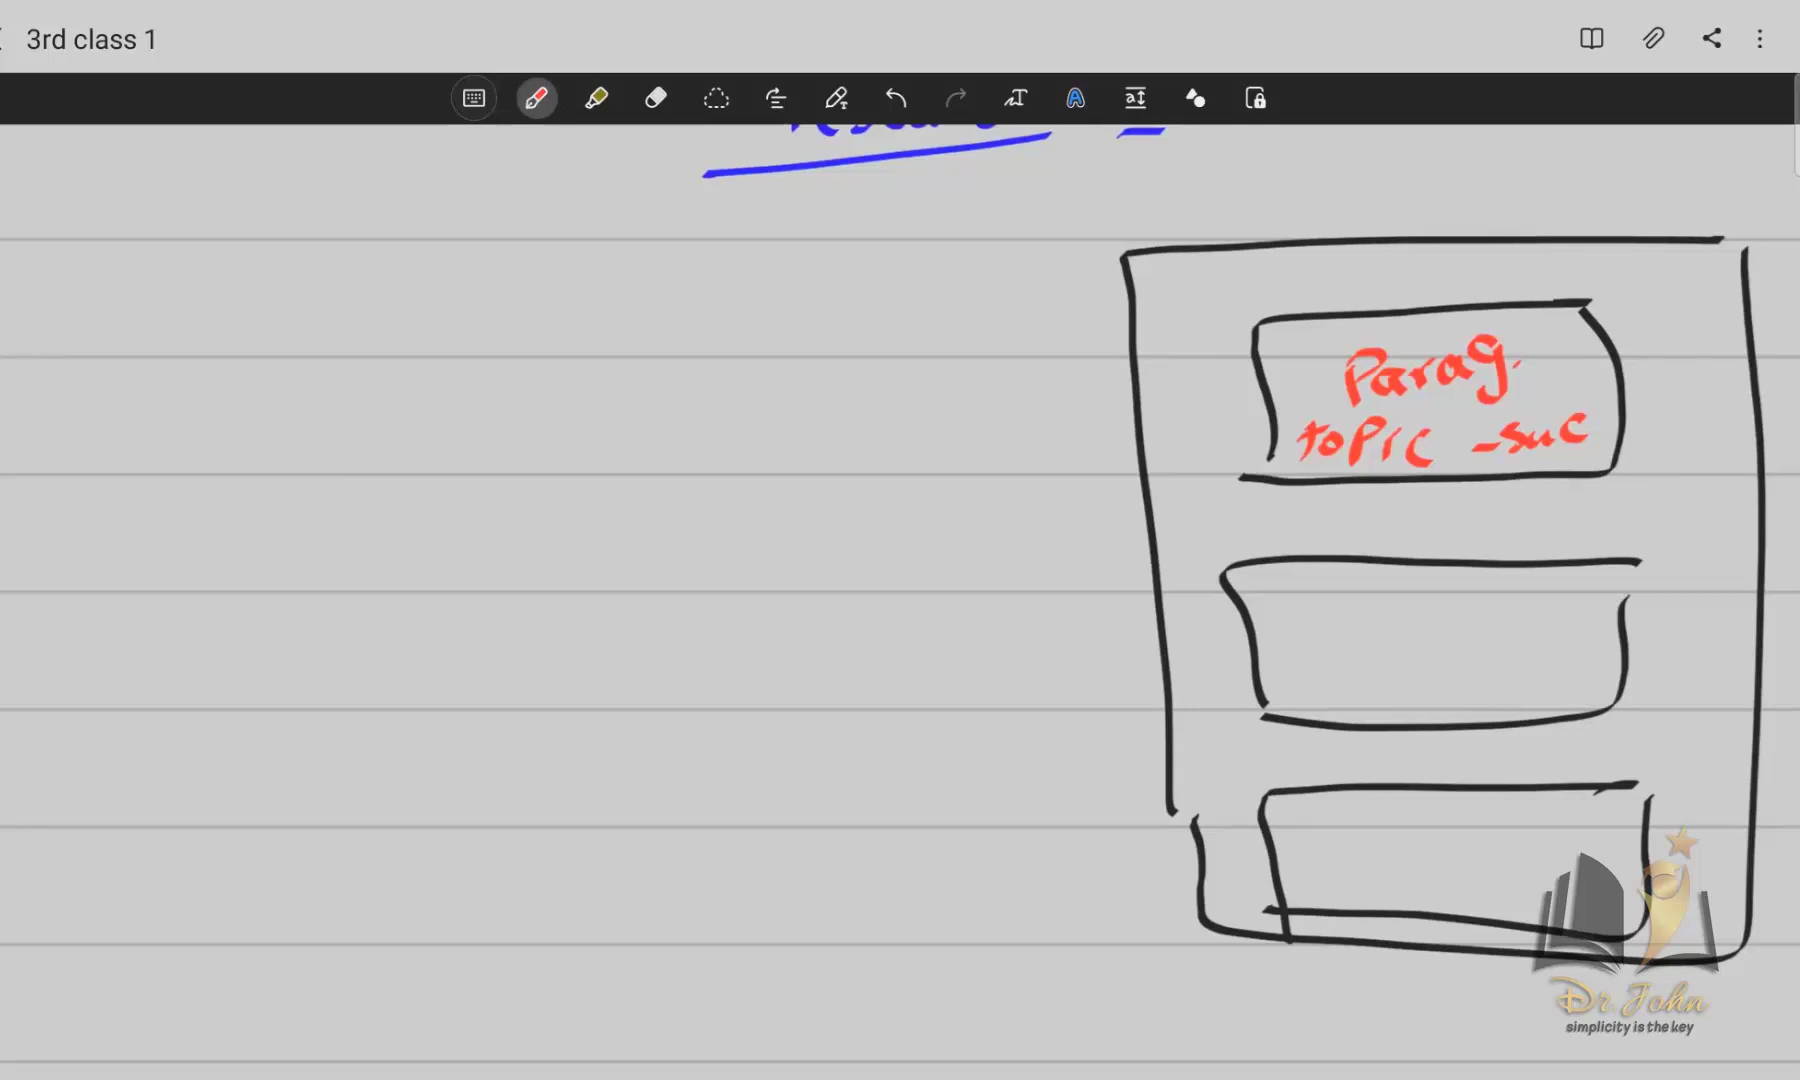 3rd class 1
Parag.
topic - suc
Dr. John
simplicity is the key